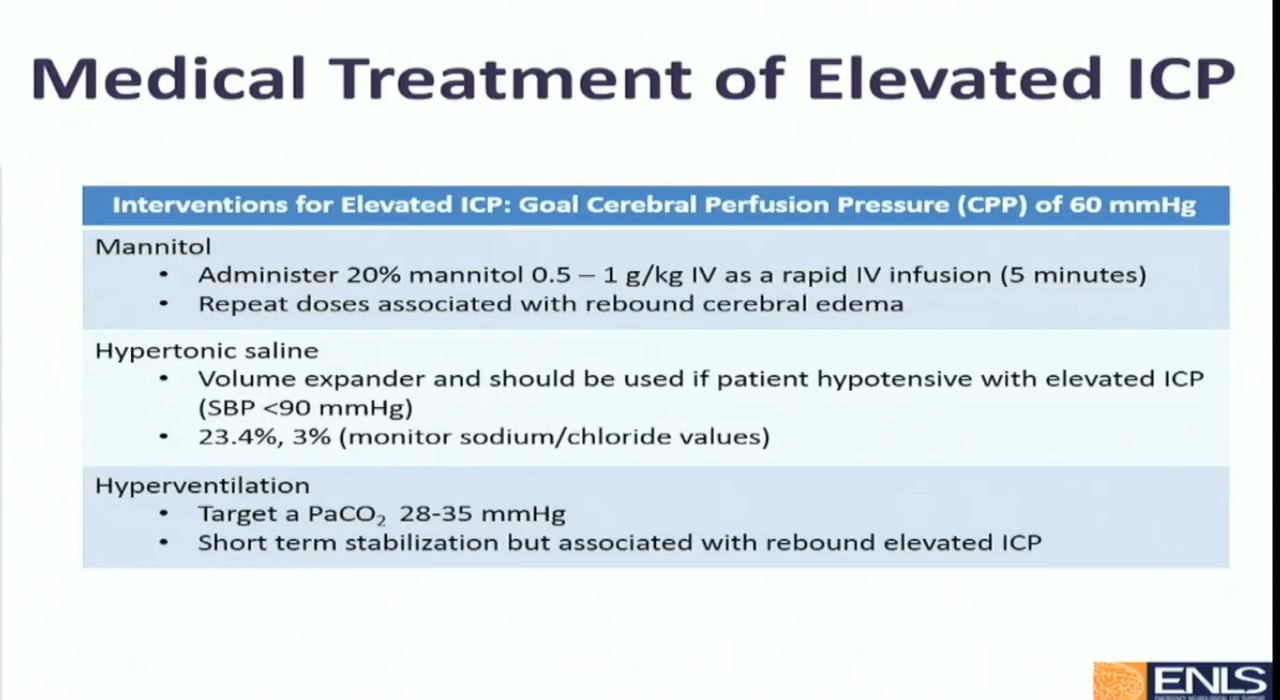 Medical Treatment of Elevated ICP
Interventions for Elevated ICP: Goal Cerebral Perfusion Pressure (CPP) of 60 mmHg
Mannitol
• Administer 20% mannitol 0.5 – 1 g/kg IV as a rapid IV infusion (5 minutes)
• Repeat doses associated with rebound cerebral edema
Hypertonic saline
• Volume expander and should be used if patient hypotensive with elevated ICP
(SBP <90 mmHg)
• 23.4%, 3% (monitor sodium/chloride values)
Hyperventilation
• Target a PaCO₂ 28-35 mmHg
• Short term stabilization but associated with rebound elevated ICP
ENLS